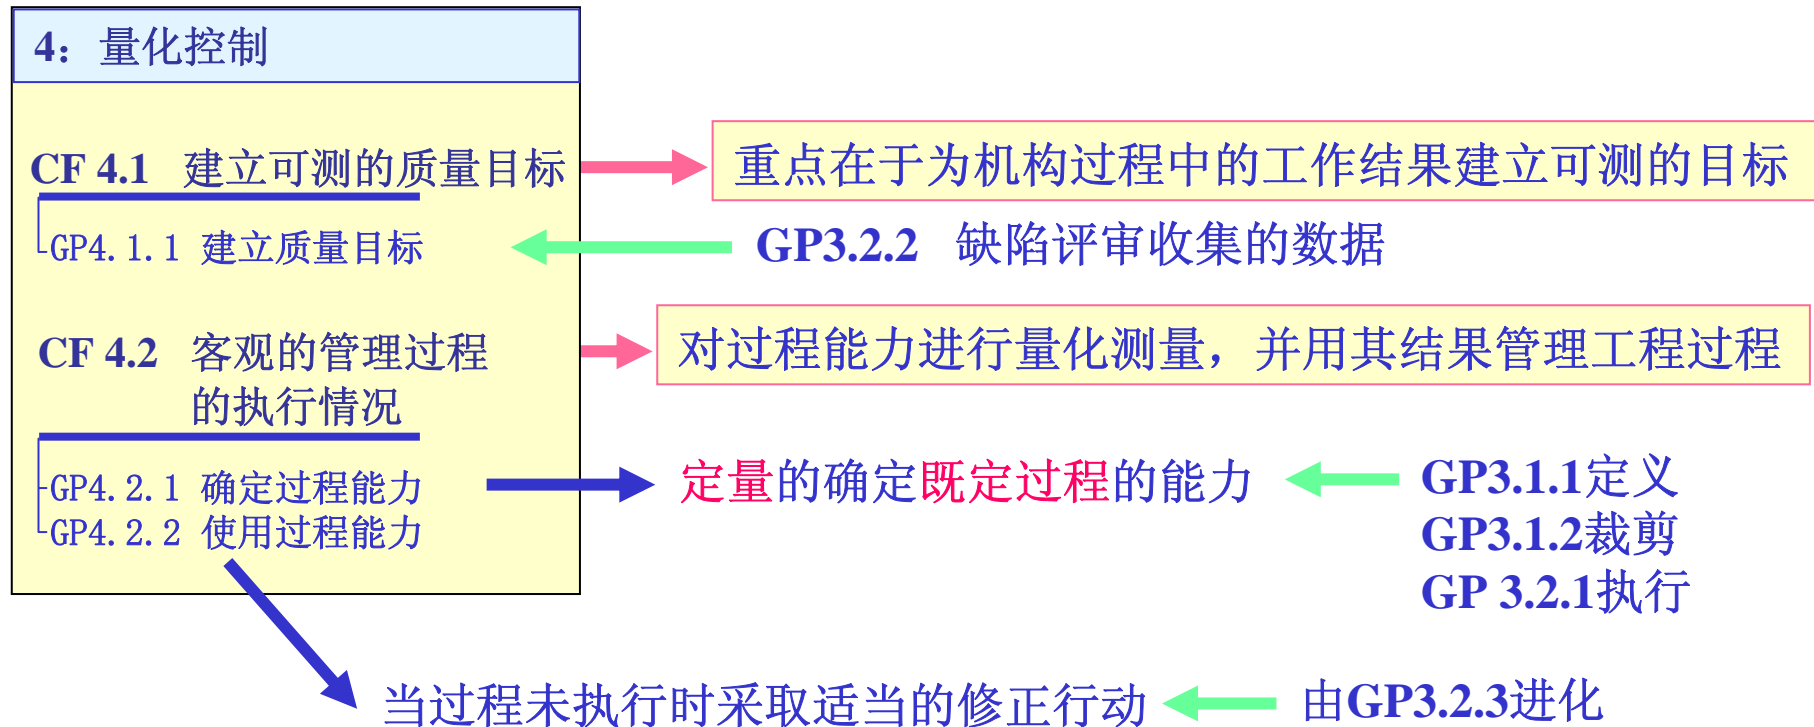 4：量化控制
CF 4.1 建立可测的质量目标
重点在于为机构过程中的工作结果建立可测的目标
GP4.1.1 建立质量目标
GP3.2.2 缺陷评审收集的数据
CF 4.2 客观的管理过程
的执行情况
对过程能力进行量化测量，并用其结果管理工程过程
GP4.2.1 确定过程能力
GP4.2.2 使用过程能力
定量的确定既定过程的能力
GP3.1.1定义
GP3.1.2裁剪
GP 3.2.1执行
当过程未执行时采取适当的修正行动
由GP3.2.3进化